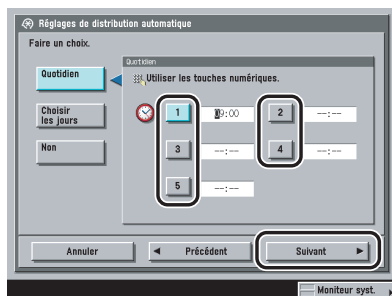 Réglages de distribution automatique
Faire un choix.
Quotidien
Quotidien
Utiliser les touches numériques.
Choisir les jours
Non
1 09:00 2 --:--
3 --:-- 4 --:--
5 --:--
Annuler
Précédent
Suivant
Moniteur syst.